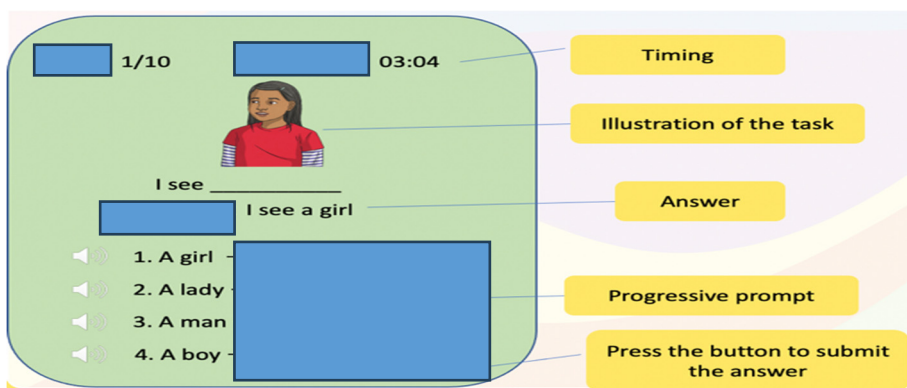 1/10
03:04
Timing
Illustration of the task
I see ____________
I see a girl
Answer
1. A girl -
2. A lady -
3. A man
4. A boy -
Progressive prompt
Press the button to submit
the answer